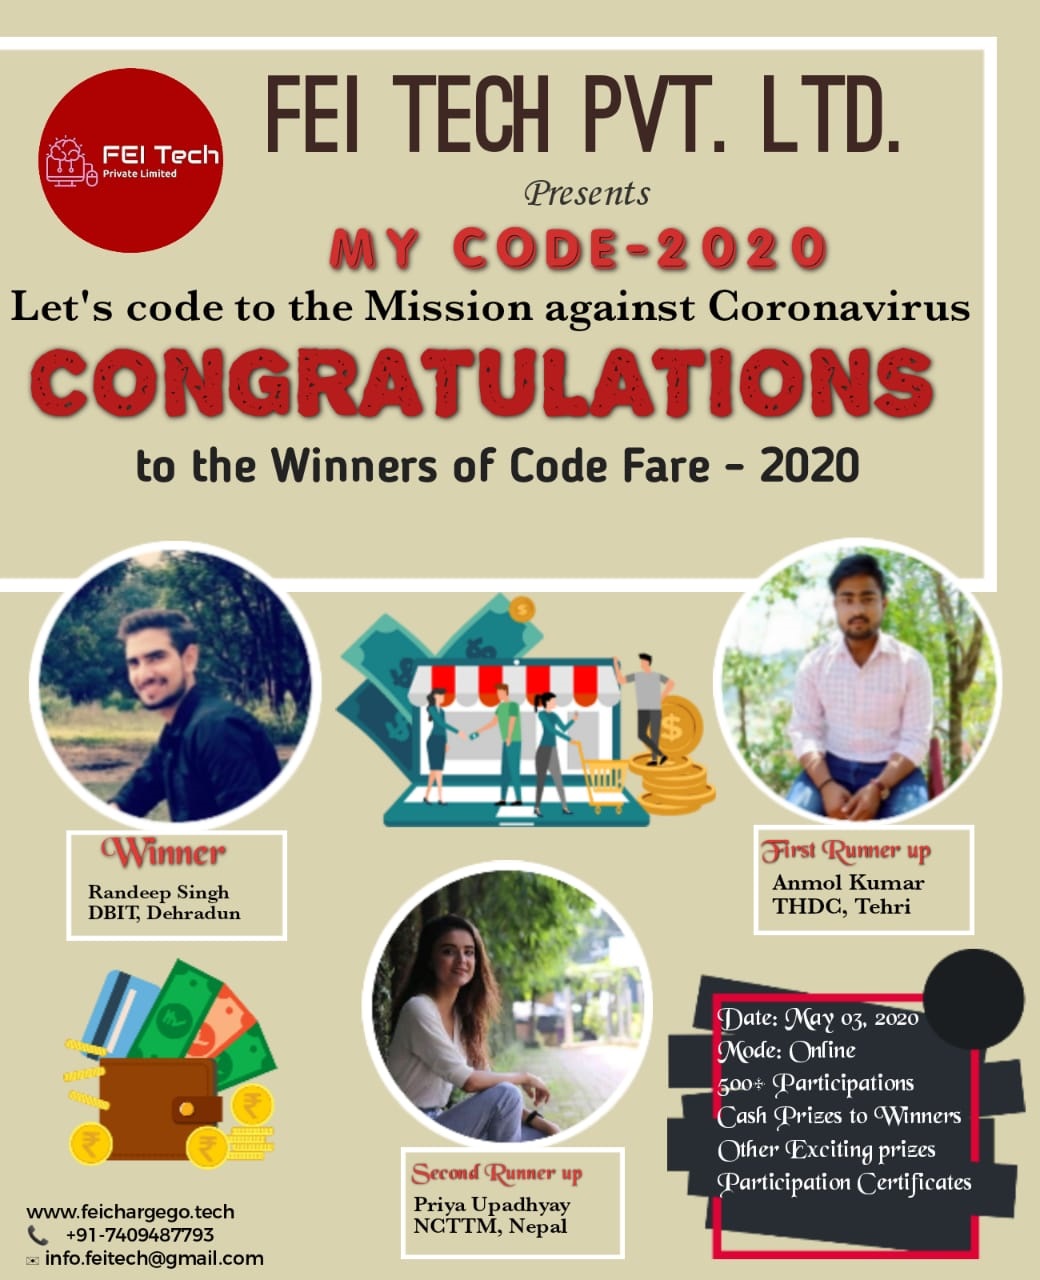 FEI Tech
Private Limited
FEI TECH PVT. LTD.
Presents
MY CODE-2020
Let's code to the Mission against Coronavirus
CONGRATULATIONS
to the Winners of Code Fare - 2020
Winner
Randeep Singh
DBIT, Dehradun
First Runner up
Anmol Kumar
THDC, Tehri
Second Runner up
Priya Upadhyay
NCTTM, Nepal
Date: May 03, 2020
Mode: Online
500+ Participations
Cash Prizes to Winners
Other Exciting prizes
Participation Certificates
www.feichargego.tech
+91-7409487793
info.feitech@gmail.com